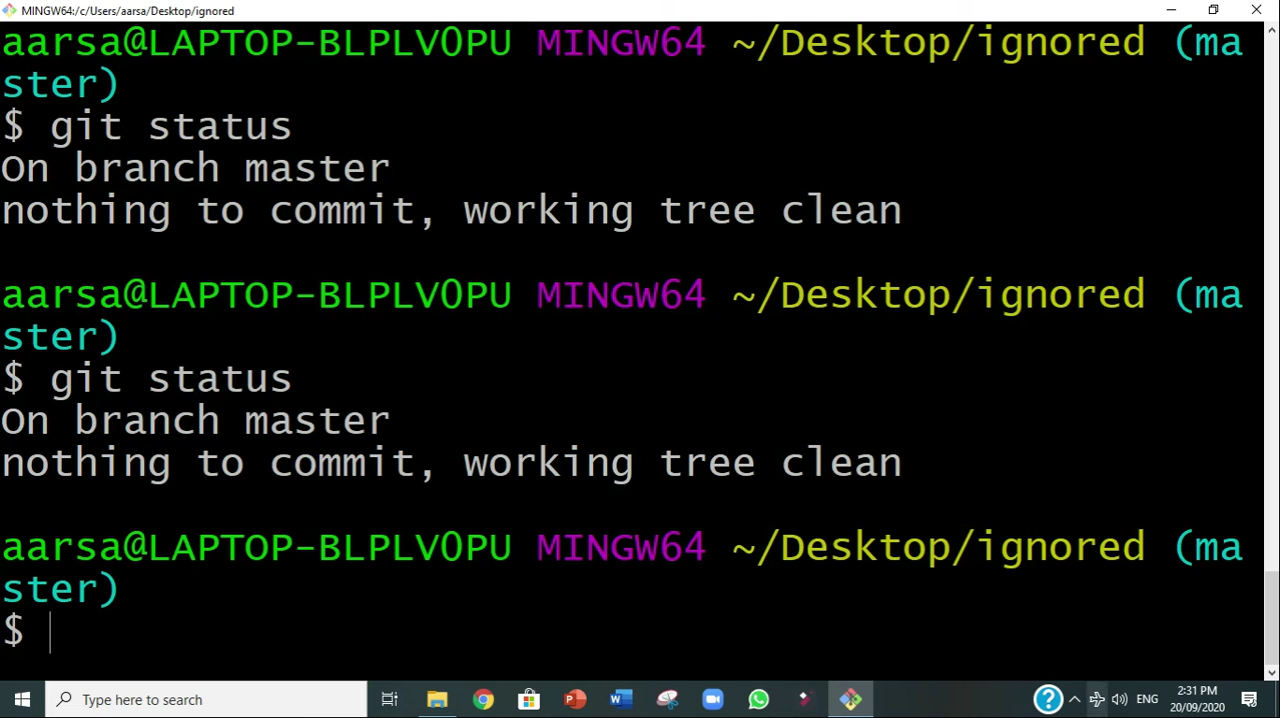 MINGW64:/c/Users/aarsa/Desktop/ignored
aarsa@LAPTOP-BLPLV0PU MINGW64 ~/Desktop/ignored (ma
ster)
$ git status
On branch master
nothing to commit, working tree clean
aarsa@LAPTOP-BLPLV0PU MINGW64 ~/Desktop/ignored (ma
ster)
$ git status
On branch master
nothing to commit, working tree clean
aarsa@LAPTOP-BLPLV0PU MINGW64 ~/Desktop/ignored (ma
ster)
$
Type here to search
ENG
2:31 PM
20/09/2020